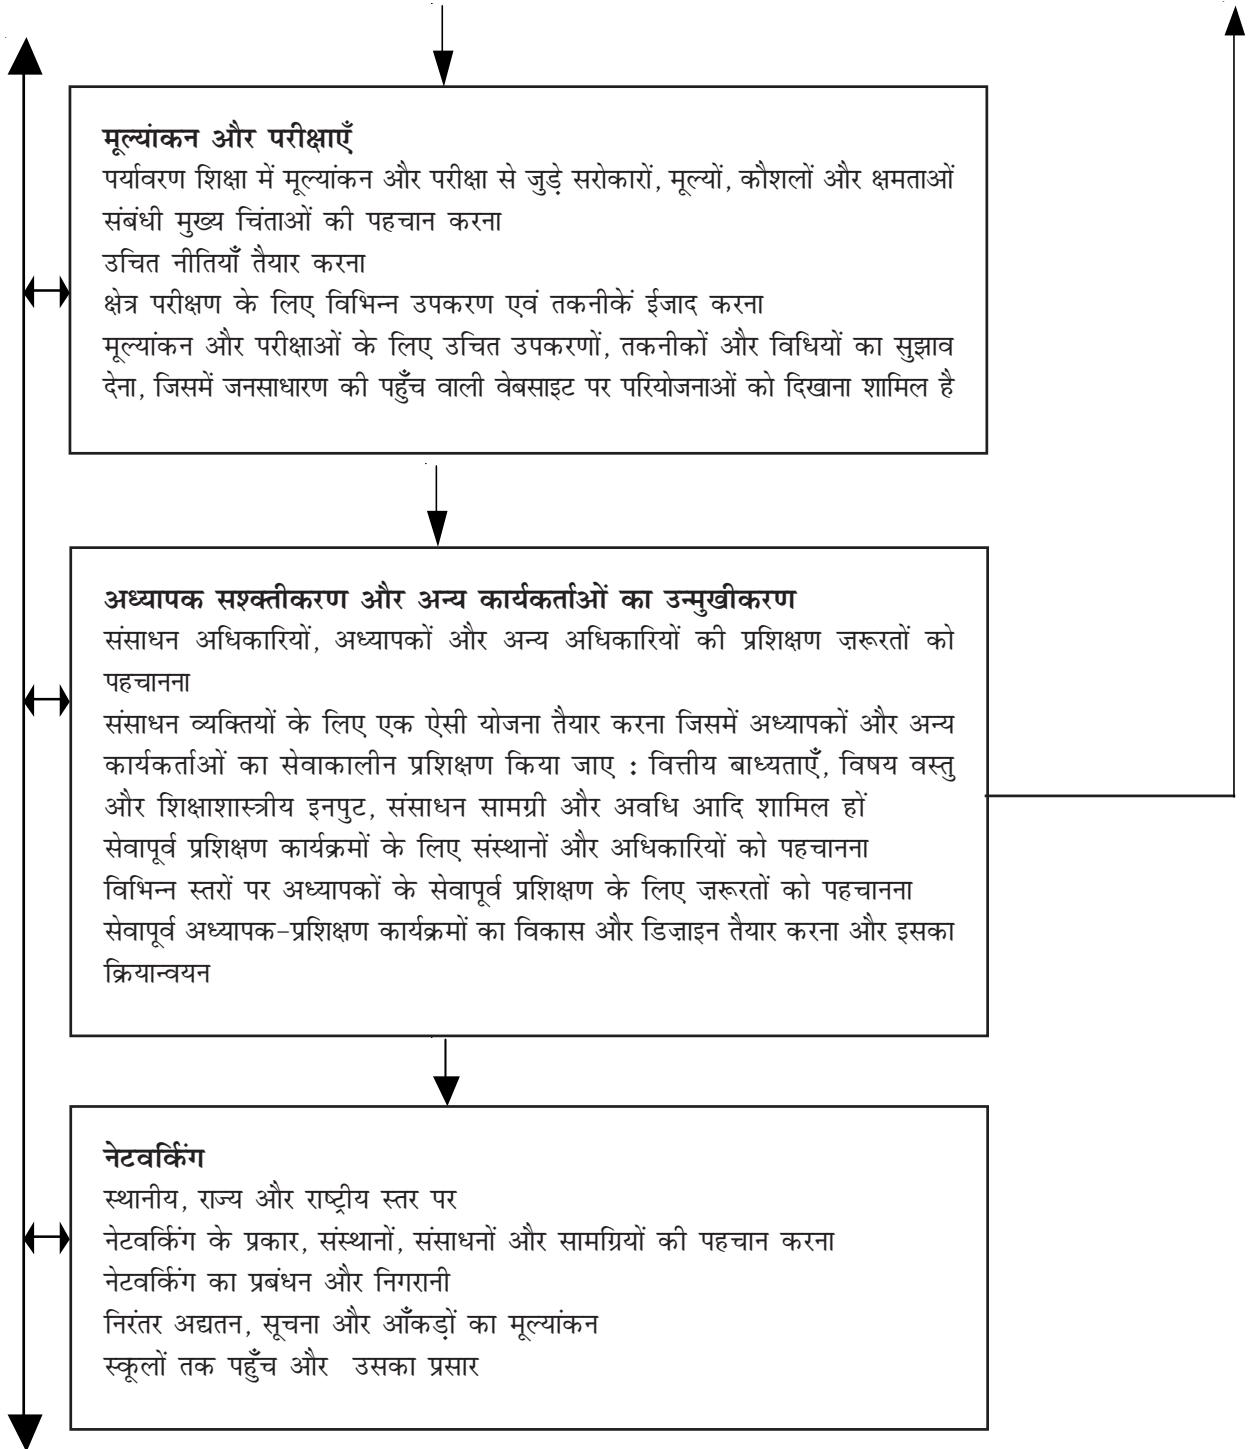 मूल्यांकन और परीक्षाएँ
पर्यावरण शिक्षा में मूल्यांकन और परीक्षा से जुड़े सरोकारों, मूल्यों, कौशलों और क्षमताओं
संबंधी मुख्य चिंताओं की पहचान करना
उचित नीतियाँ तैयार करना
क्षेत्र परीक्षण के लिए विभिन्न उपकरण एवं तकनीकें ईजाद करना
मूल्यांकन और परीक्षाओं के लिए उचित उपकरणों, तकनीकों और विधियों का सुझाव
देना, जिसमें जनसाधारण की पहुँच वाली वेबसाइट पर परियोजनाओं को दिखाना शामिल है
अध्यापक सश्क्तीकरण और अन्य कार्यकर्ताओं का उन्मुखीकरण
संसाधन अधिकारियों, अध्यापकों और अन्य अधिकारियों की प्रशिक्षण ज़रूरतों को
पहचानना
संसाधन व्यक्तियों के लिए एक ऐसी योजना तैयार करना जिसमें अध्यापकों और अन्य
कार्यकर्ताओं का सेवाकालीन प्रशिक्षण किया जाए : वित्तीय बाध्यताएँ, विषय वस्तु
और शिक्षाशास्त्रीय इनपुट, संसाधन सामग्री और अवधि आदि शामिल हों
सेवापूर्व प्रशिक्षण कार्यक्रमों के लिए संस्थानों और अधिकारियों को पहचानना
विभिन्न स्तरों पर अध्यापकों के सेवापूर्व प्रशिक्षण के लिए ज़रूरतों को पहचानना
सेवापूर्व अध्यापक-प्रशिक्षण कार्यक्रमों का विकास और डिज़ाइन तैयार करना और इसका
क्रियान्वयन
नेटवर्किंग
स्थानीय, राज्य और राष्ट्रीय स्तर पर
नेटवर्किंग के प्रकार, संस्थानों, संसाधनों और सामग्रियों की पहचान करना
नेटवर्किंग का प्रबंधन और निगरानी
निरंतर अद्यतन, सूचना और आँकड़ों का मूल्यांकन
स्कूलों तक पहुँच और उसका प्रसार